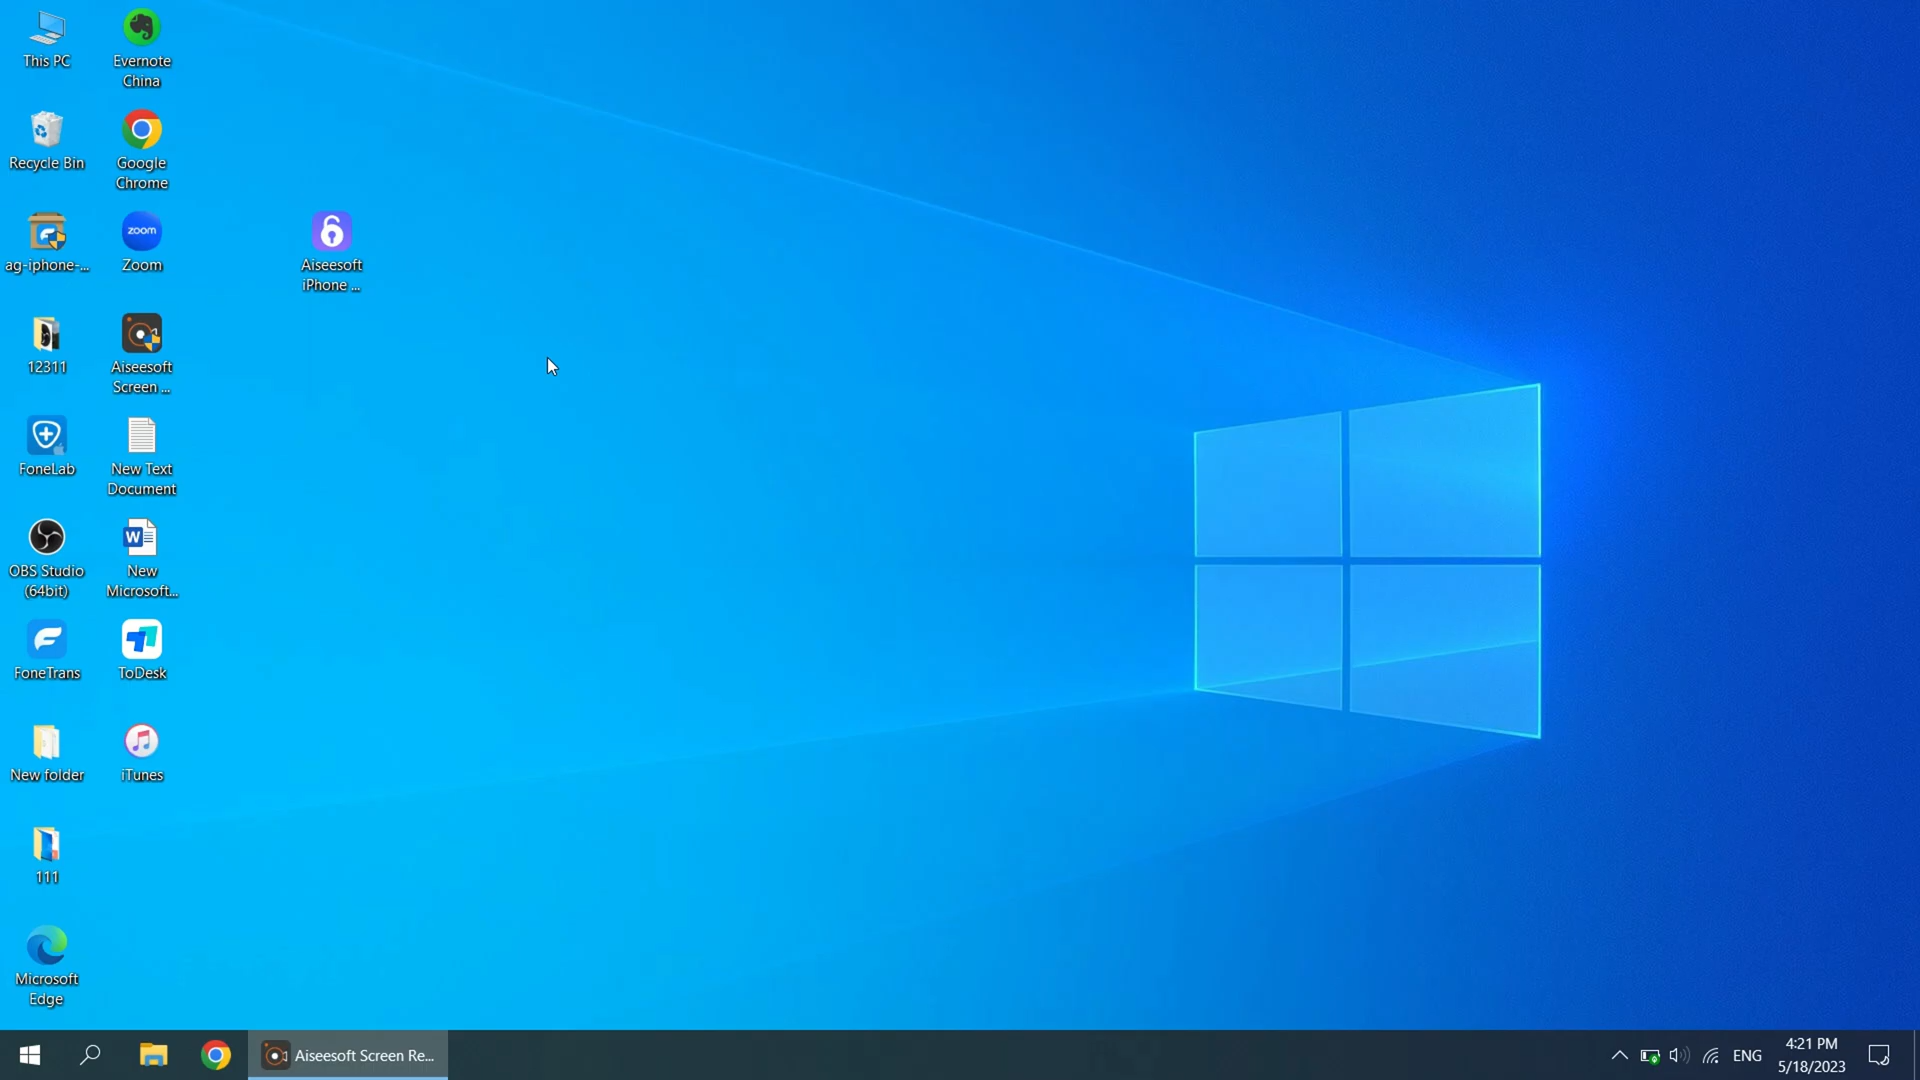 This PC
Evernote
China
Recycle Bin
Google
Chrome
ag-iphone-...
zoom
Zoom
Aiseesoft
iPhone ...
12311
Aiseesoft
Screen ...
FoneLab
New Text
Document
OBS Studio
(64bit)
W
New
Microsoft...
FoneTrans
ToDesk
New folder
iTunes
111
Microsoft
Edge
Aiseesoft Screen Re...
ENG
4:21 PM
5/18/2023